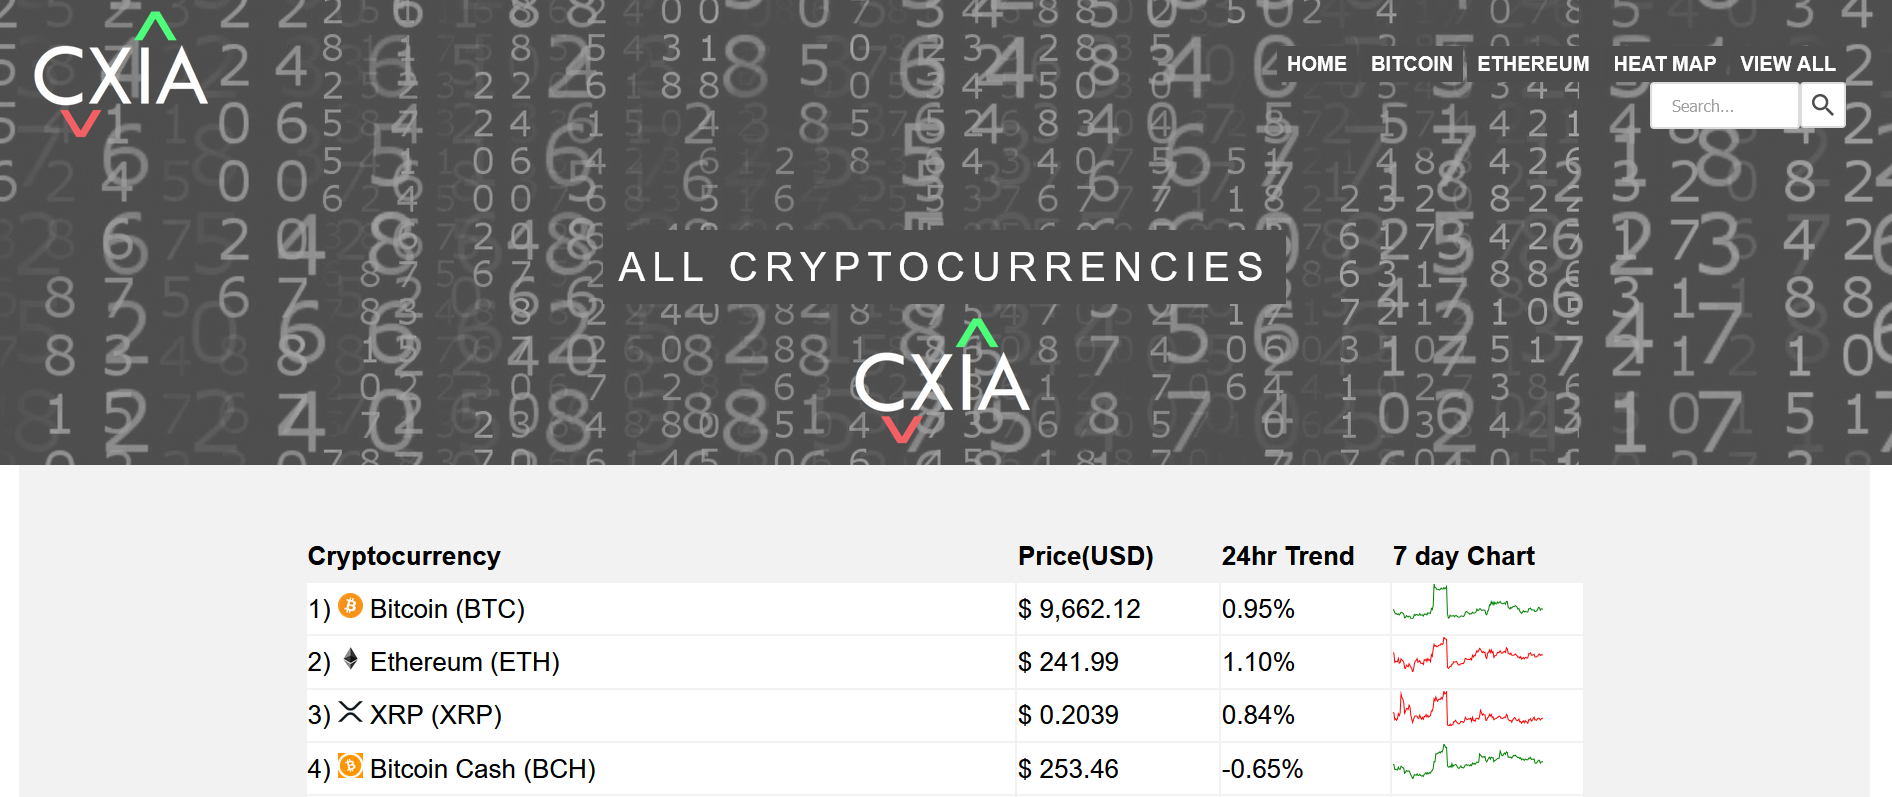 CXIA
HOME BITCOIN ETHEREUM HEAT MAP VIEW ALL
Search...
ALL CRYPTOCURRENCIES
CXIA
Cryptocurrency Price(USD) 24hr Trend 7 day Chart
1) Bitcoin (BTC) $ 9,662.12 0.95%
2) Ethereum (ETH) $ 241.99 1.10%
3) XRP (XRP) $ 0.2039 0.84%
4) Bitcoin Cash (BCH) $ 253.46 -0.65%